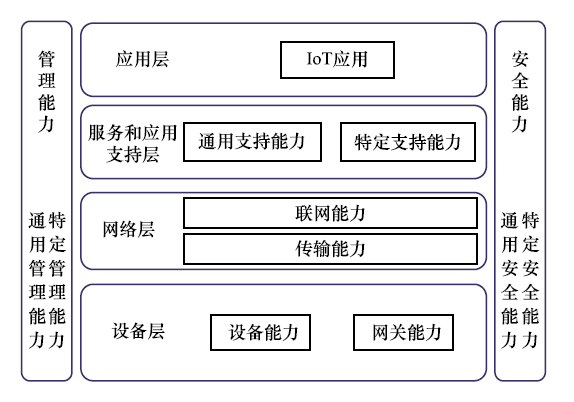 管理能力
通用管理能力
特定管理能力
应用层
IoT应用
服务和应用
支持层
通用支持能力
特定支持能力
网络层
联网能力
传输能力
设备层
设备能力
网关能力
安全能力
通用安全能力
特定安全能力